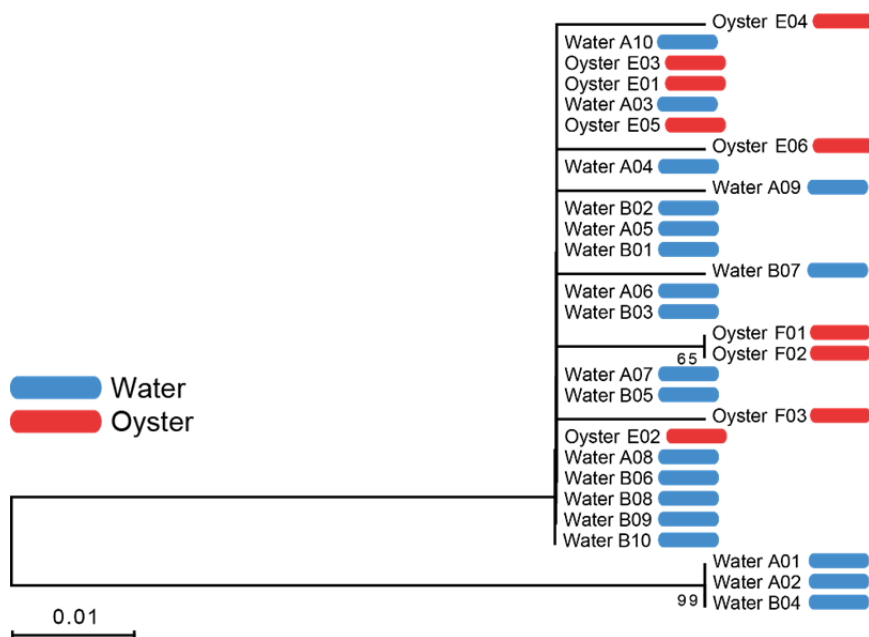 Oyster E04
Water A10
Oyster E03
Oyster E01
Water A03
Oyster E05
Oyster E06
Water A04
Water A09
Water B02
Water A05
Water B01
Water B07
Water A06
Water B03
Oyster F01
65
Oyster F02
Water A07
Water
Water B05
Oyster
Oyster F03
Oyster E02
Water A08
Water B06
Water B08
Water B09
Water B10
Water A01
Water A02
99
Water B04
0.01